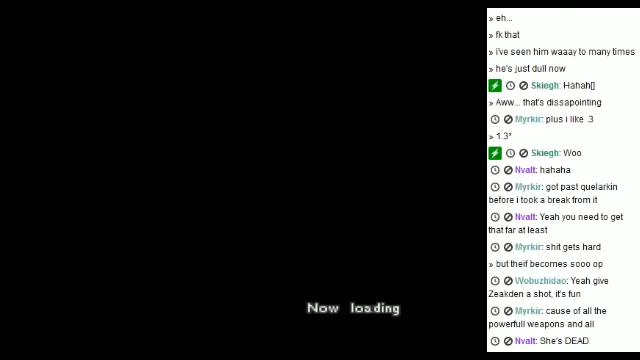 » eh...
» fk that
» i've seen him waaay to many times
» he's just dull now
Skiegh: Hahah[]
» Aww... that's dissapointing
Myrkir: plus i like .3
» 1.3*
Skiegh: Woo
Nvalt: hahaha
Myrkir: got past quelarkin
before i took a break from it
Nvalt: Yeah you need to get
that far at least
Myrkir: shit gets hard
» but theif becomes sooo op
Wobuzhidao: Yeah give
Zeakden a shot, it's fun
Myrkir: cause of all the
powerfull weapons and all
Nvalt: She's DEAD
Now loading